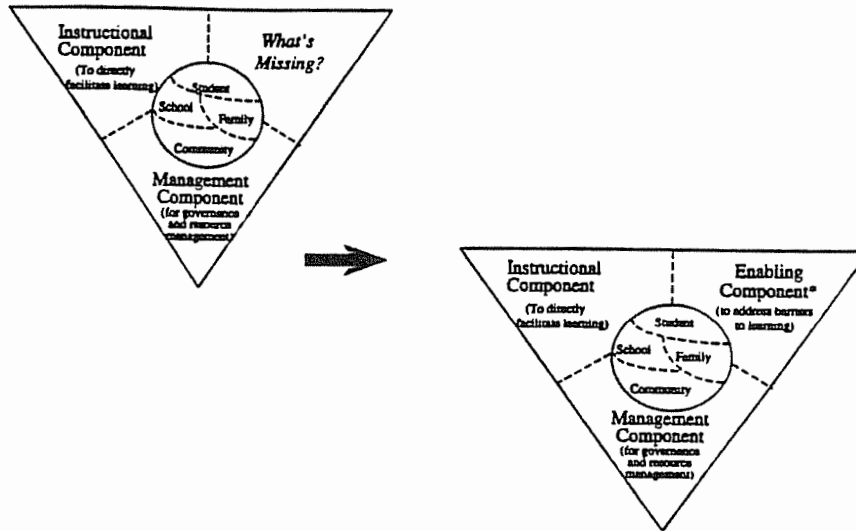 Instructional
Component
(To directly
facilitate learning)
What's
Missing?
Student
School
Family
Community
Management
Component
(for governance
and resource
management)
Instructional
Component
(To directly
facilitate learning)
Enabling
Component*
(to address barriers
to learning)
Student
School
Family
Community
Management
Component
(for governance
and resource
management)